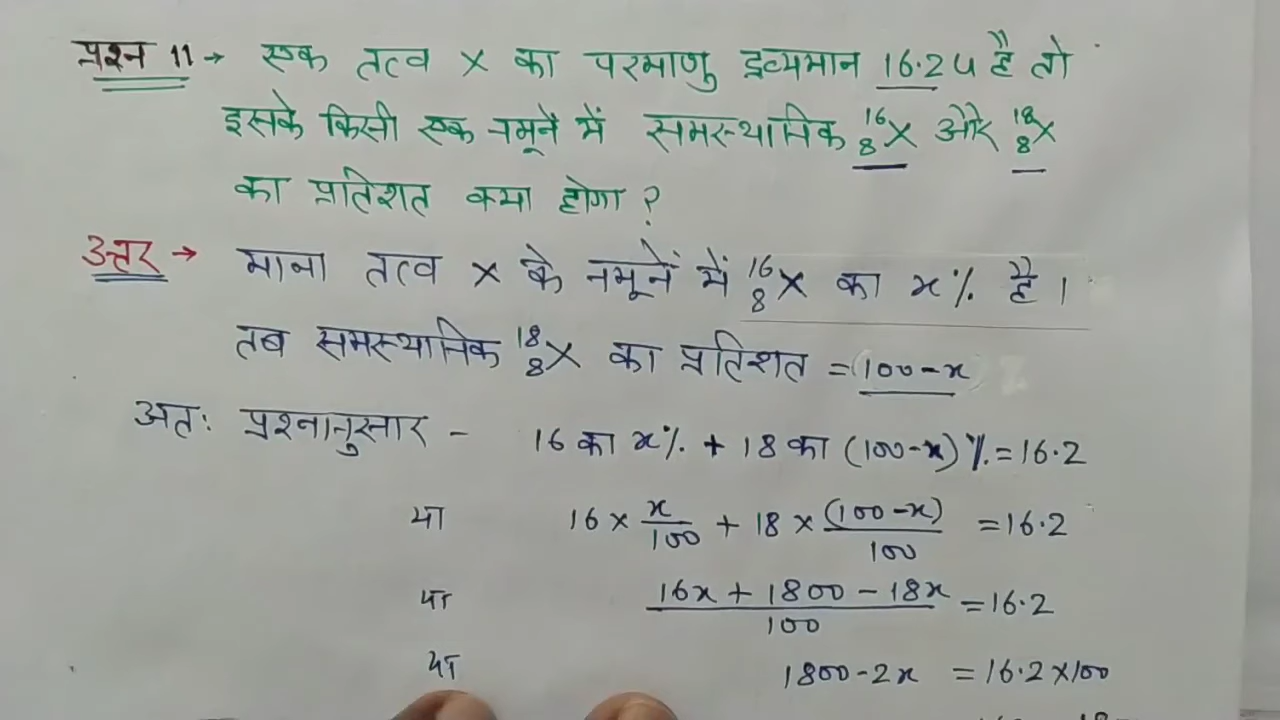 प्रश्न 11→ एक तत्व X का परमाणु द्रव्यमान 16.2u है तो
इसके किसी एक नमूने में समस्थानिक ¹⁶₈X और ¹⁸₈X
का प्रतिशत क्या होगा ?
उत्तर → माना तत्व X के नमूनें में ¹⁶₈X का x% है।
तब समस्थानिक ¹⁸₈X का प्रतिशत = 100-x
अतः प्रश्नानुसार - 16 का x% + 18 का (100-x)% = 16.2
या 16 × x/100 + 18 × (100-x)/100 = 16.2
या (16x + 1800 - 18x)/100 = 16.2
या 1800-2x = 16.2×100